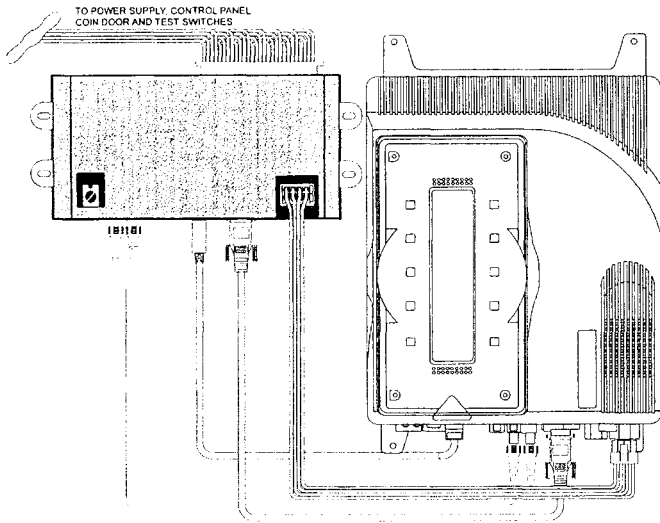 TO POWER SUPPLY, CONTROL PANEL
COIN DOOR AND TEST SWITCHES